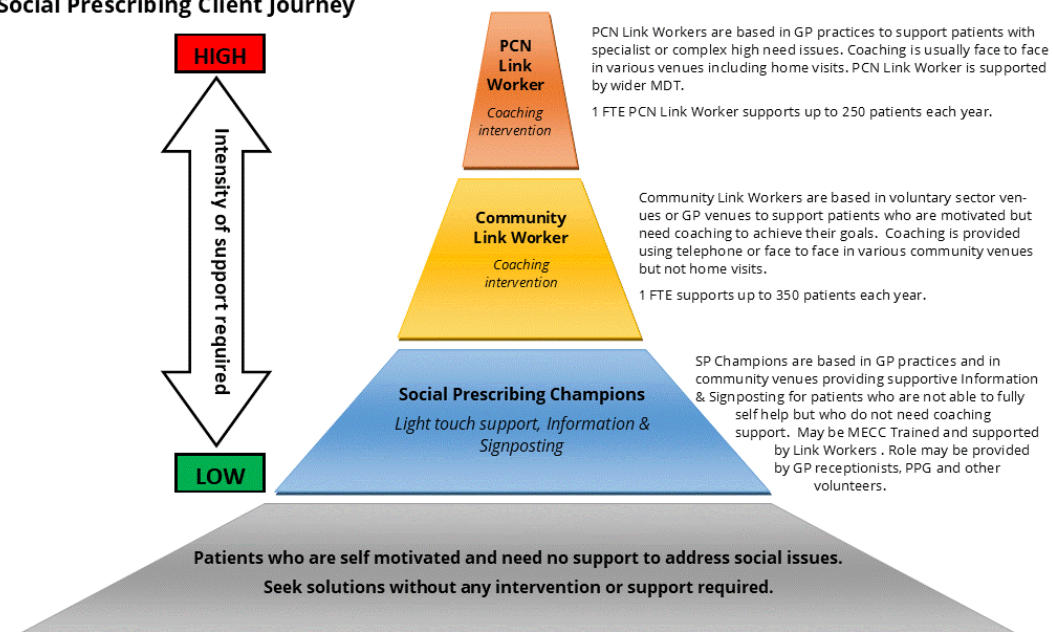 Social Prescribing Client Journey
HIGH
Intensity of support required
LOW
PCN
Link
Worker
Coaching
intervention
PCN Link Workers are based in GP practices to support patients with
specialist or complex high need issues. Coaching is usually face to face
in various venues including home visits. PCN Link Worker is supported
by wider MDT.
1 FTE PCN Link Worker supports up to 250 patients each year.
Community
Link Worker
Coaching
intervention
Community Link Workers are based in voluntary sector ven-
ues or GP venues to support patients who are motivated but
need coaching to achieve their goals.  Coaching is provided
using telephone or face to face in various community venues
but not home visits.
1 FTE supports up to 350 patients each year.
Social Prescribing Champions
Light touch support, Information &
Signposting
SP Champions are based in GP practices and in
community venues providing supportive Information
& Signposting for patients who are not able to fully
self help but who do not need coaching
support.  May be MECC Trained and supported
by Link Workers . Role may be provided
by GP receptionists, PPG and other
volunteers.
Patients who are self motivated and need no support to address social issues.
Seek solutions without any intervention or support required.